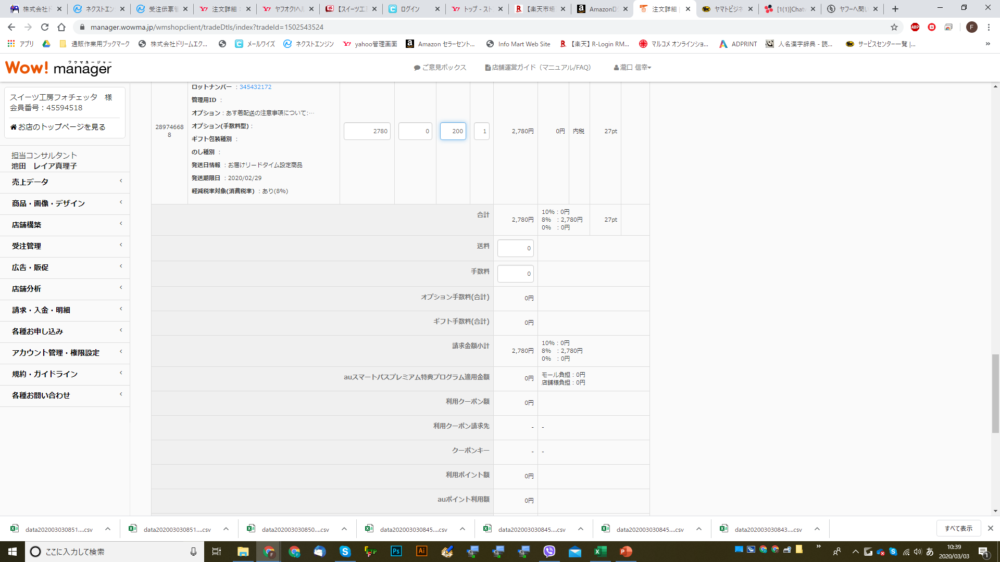 株式会社ド
ネクストエン
受注伝票管
注文詳細：
ヤフオク!ヘル
【スイーツ工房
ログイン
トップ - スト
【楽天市場
Amazonロ
注文詳細 |
ヤマトビジネ
[1(1)]Chatw
ヤフーへ問い
manager.wowma.jp/wmshopclient/tradeDtls/index?tradeId=1502543524
ABP
F
アプリ
通販作業用ブックマーク
株式会社ドリームエク...
メールワイズ
ネクストエンジン
yahoo管理画面
Amazon セラーセント...
Info Mart Web Site
【楽天】R-Login RM...
マルコメ オンラインショ...
ADPRINT
人名漢字辞典 - 読...
サービスセンター一覧 |...
»
ワウマネージャー
Wow! manager
ご意見ボックス
店舗運営ガイド（マニュアル/FAQ）
瀧口 信幸
スイーツ工房フォチェッタ　様
会員番号：45594518
お店のトップページを見る
担当コンサルタント
池田　レイア真理子
売上データ
商品・画像・デザイン
店舗構築
受注管理
広告・販促
店舗分析
請求・入金・明細
各種お申し込み
アカウント管理・権限設定
規約・ガイドライン
各種お問い合わせ
28974668
8
ロットナンバー ：345432172
管理用ID ：
オプション：あす着配送の注意事項について:…
オプション(手数料型)：
ギフト包装種別 ：
のし種別 ：
発送日情報 ：お届けリードタイム設定商品
発送期限日 ：2020/02/29
軽減税率対象(消費税率) ：あり(8%)
2780
0
200
1
2,780円
0円
内税
27pt
合計
2,780円
10%：0円
8%　：2,780円
0%　：0円
27pt
送料
0
手数料
0
オプション手数料(合計)
0円
ギフト手数料(合計)
0円
請求金額小計
2,780円
10%：0円
8%　：2,780円
0%　：0円
auスマートパスプレミアム特典プログラム適用金額
0円
モール負担：0円
店舗様負担：0円
利用クーポン額
0円
利用クーポン請求先
- -
クーポンキー
- -
利用ポイント額
0円
auポイント利用額
0円
data202003030851....csv
data202003030851....csv
data202003030850....csv
data202003030845....csv
data202003030845....csv
data202003030845....csv
data202003030843....csv
すべて表示
ここに入力して検索
あ
10:39
2020/03/03
1